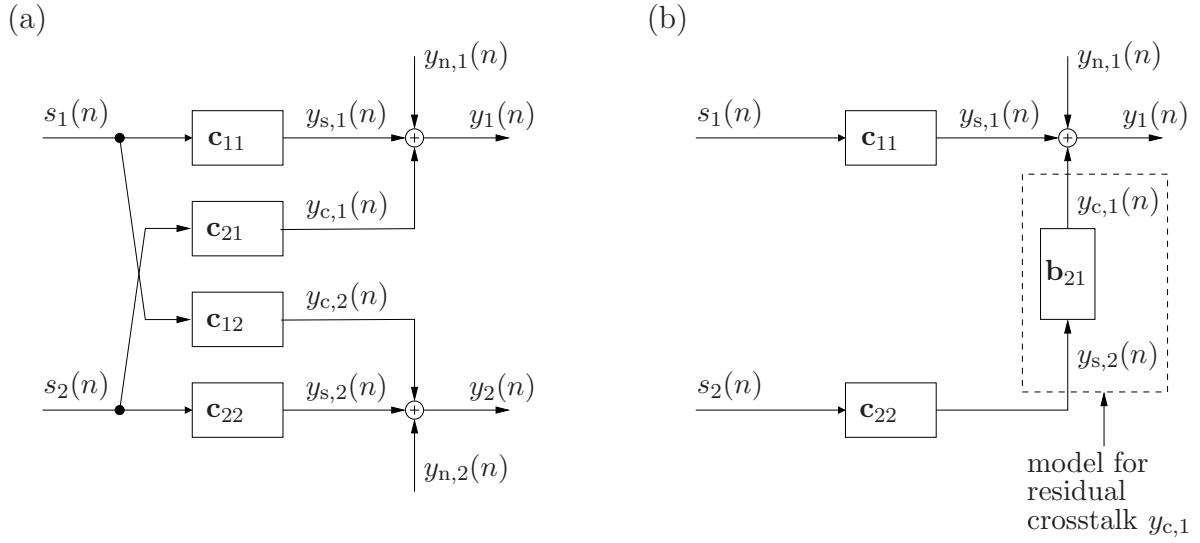 (a)
y_{n,1}(n)
s_1(n)
c_{11}
y_{s,1}(n)
+
y_1(n)
c_{21}
y_{c,1}(n)
c_{12}
y_{c,2}(n)
s_2(n)
c_{22}
y_{s,2}(n)
+
y_2(n)
y_{n,2}(n)
(b)
y_{n,1}(n)
s_1(n)
c_{11}
y_{s,1}(n)
+
y_1(n)
y_{c,1}(n)
b_{21}
y_{s,2}(n)
s_2(n)
c_{22}
model for
residual
crosstalk y_{c,1}